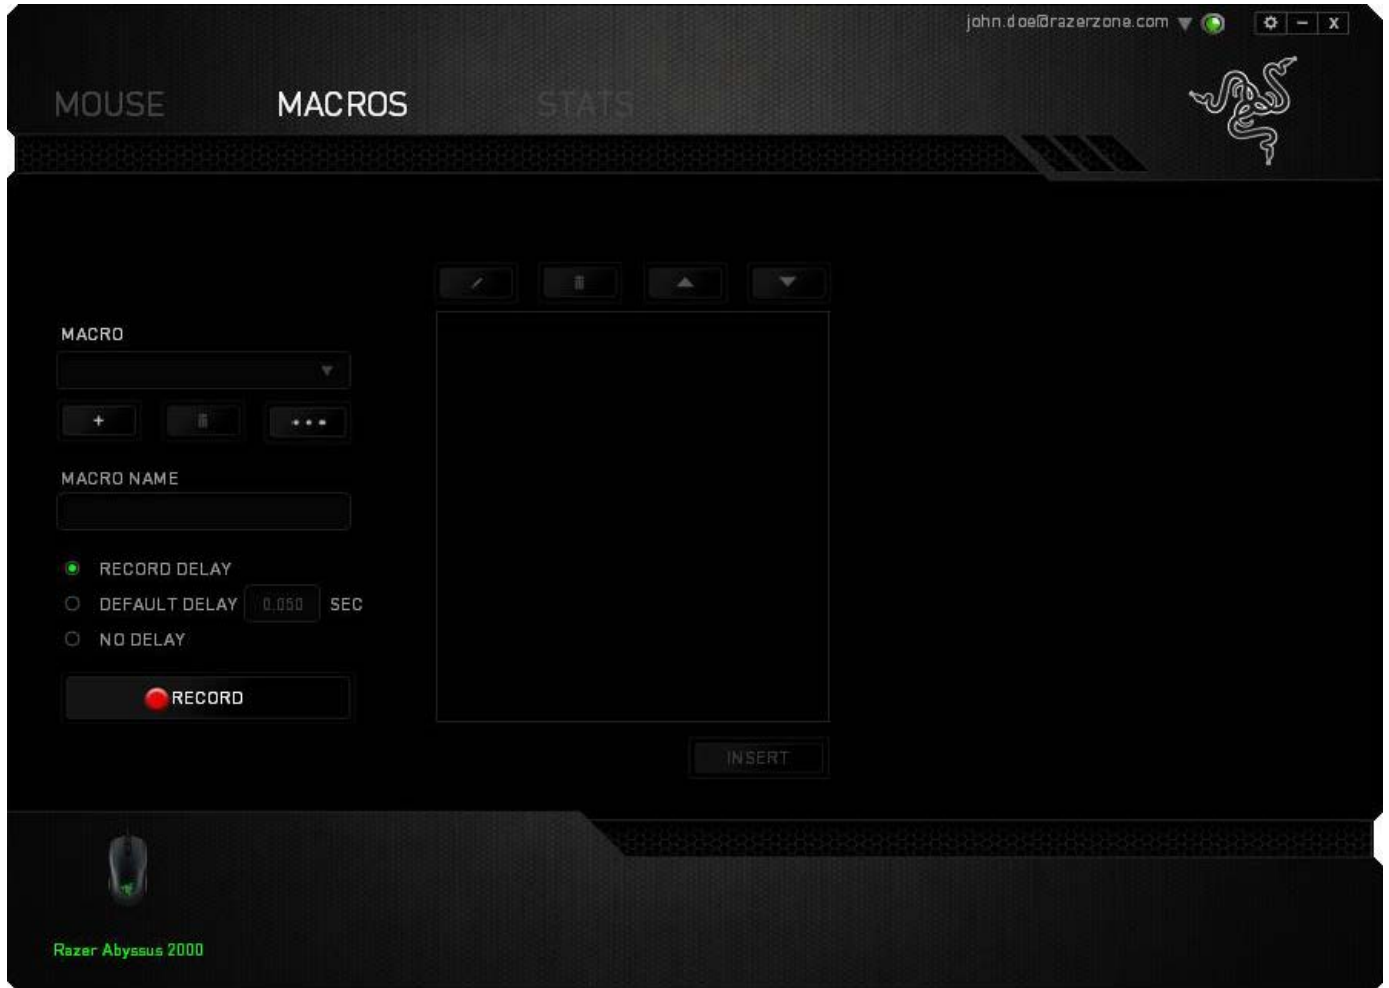 john.doe@razerzone.com
MOUSE MACROS STATS
MACRO
MACRO NAME
RECORD DELAY
DEFAULT DELAY 0.050 SEC
NO DELAY
RECORD
INSERT
Razer Abyssus 2000